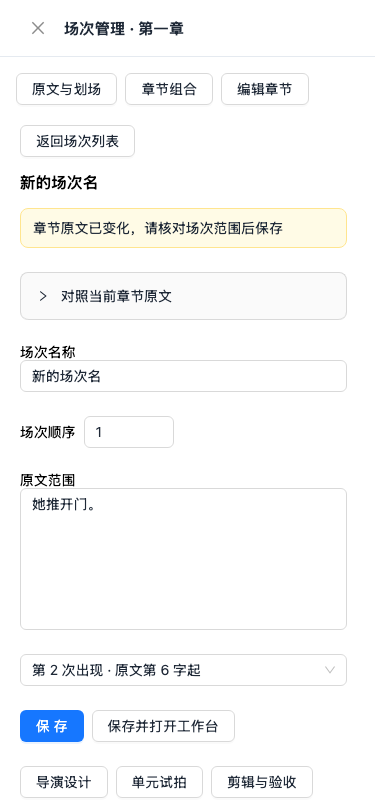 场次管理 · 第一章
原文与划场 章节组合 编辑章节
返回场次列表
新的场次名
章节原文已变化，请核对场次范围后保存
对照当前章节原文
场次名称
新的场次名
场次顺序 1
原文范围
她推开门。
第 2 次出现 · 原文第 6 字起
保 存 保存并打开工作台
导演设计 单元试拍 剪辑与验收